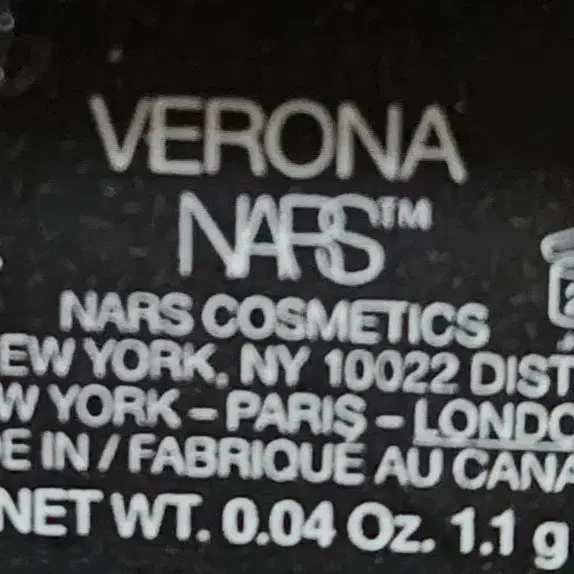 VERONA
NARS™
NARS COSMETICS
EW YORK, NY 10022 DIST
W YORK – PARIS – LONDO
E IN / FABRIQUÉ AU CANA
NET WT. 0.04 Oz. 1.1 g